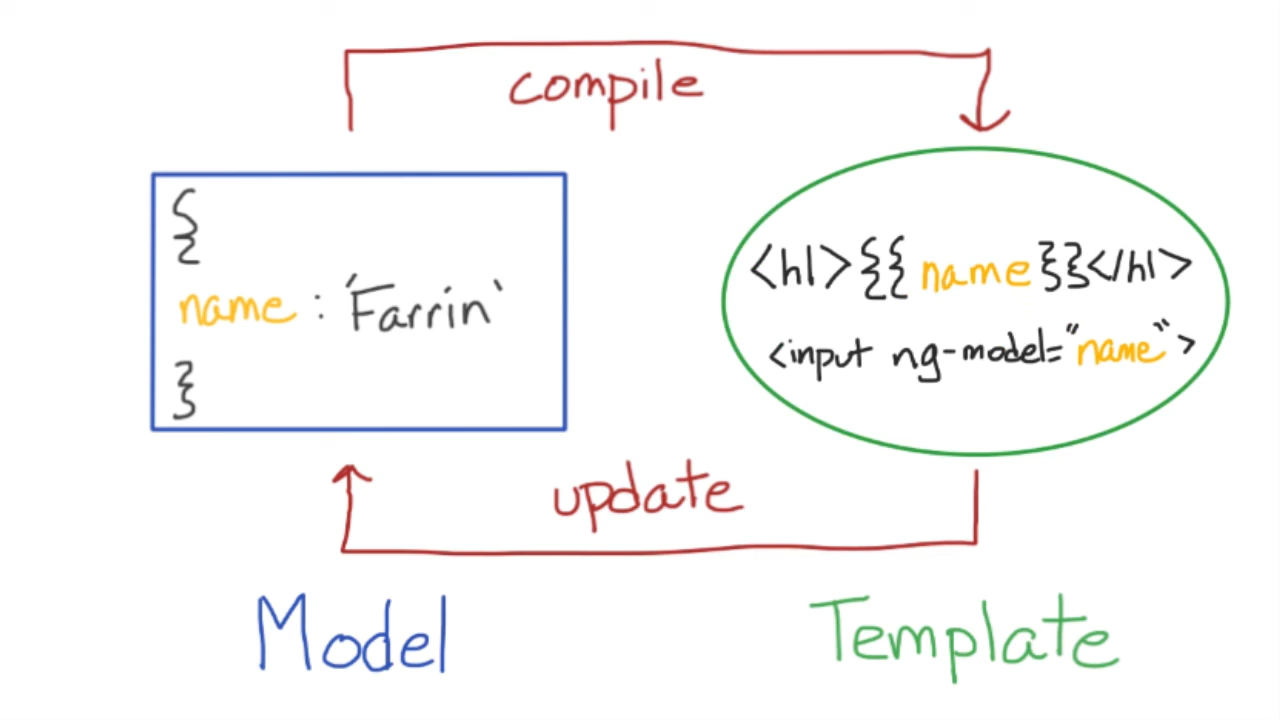 compile
{
name : 'Farrin'
}
<h1>{{name}}</h1>
<input ng-model="name">
update
Model
Template